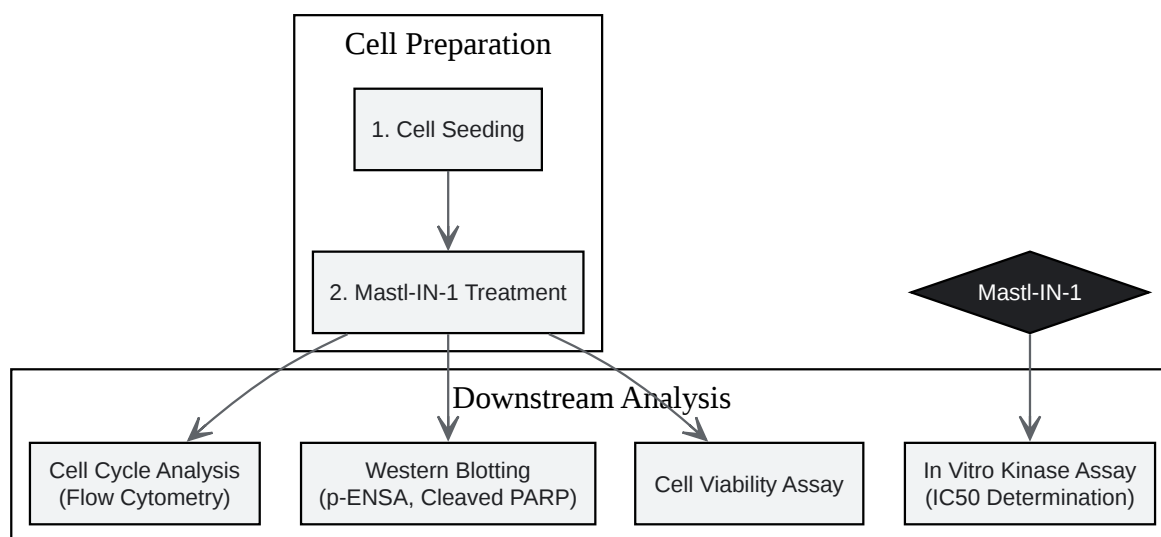 Cell Preparation
1. Cell Seeding
2. Mastl-IN-1 Treatment
Mastl-IN-1
Downstream Analysis
Cell Cycle Analysis
(Flow Cytometry)
Western Blotting
(p-ENSA, Cleaved PARP)
Cell Viability Assay
In Vitro Kinase Assay
(IC50 Determination)